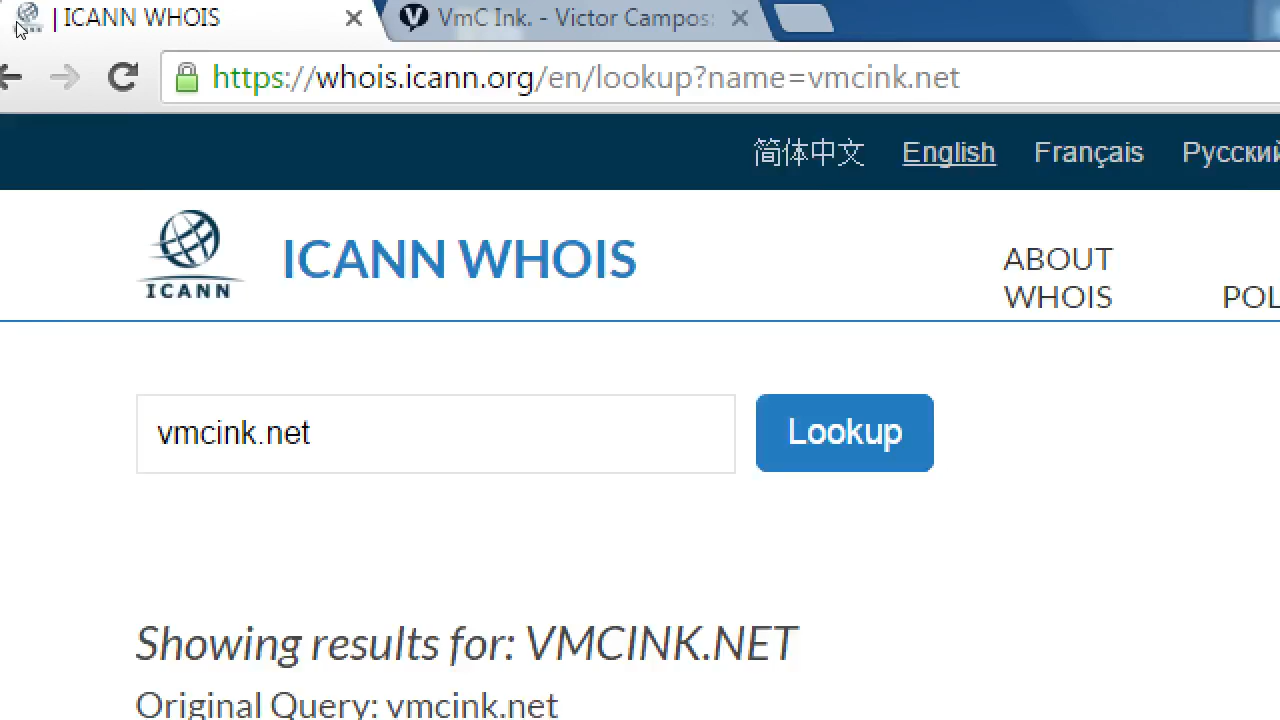 | ICANN WHOIS
VmC Ink. - Victor Campos:
https://whois.icann.org/en/lookup?name=vmcink.net
简体中文 English Français Русский
ICANN
ICANN WHOIS
ABOUT
WHOIS
POL
vmcink.net
Lookup
Showing results for: VMCINK.NET
Original Query: vmcink.net